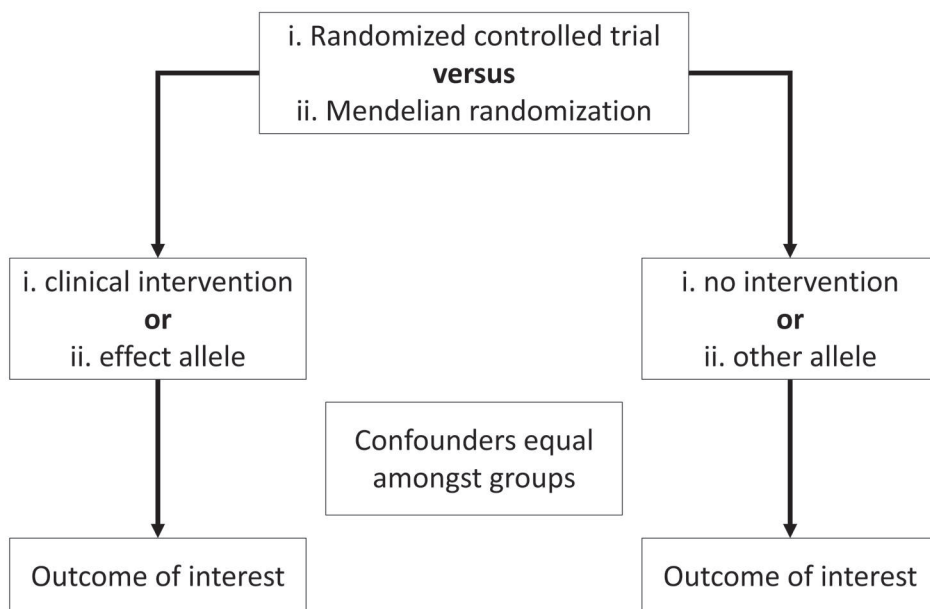 i. Randomized controlled trial
versus
ii. Mendelian randomization
i. clinical intervention
or
ii. effect allele
i. no intervention
or
ii. other allele
Confounders equal
amongst groups
Outcome of interest
Outcome of interest